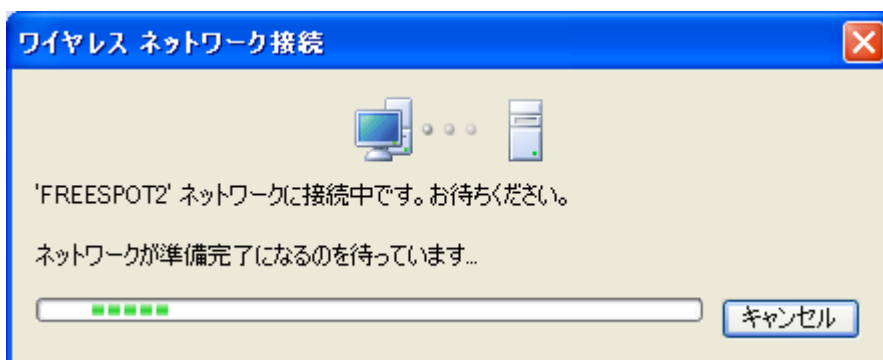 ワイヤレス ネットワーク接続
'FREESPOT2' ネットワークに接続中です。お待ちください。
ネットワークが準備完了になるのを待っています...
キャンセル